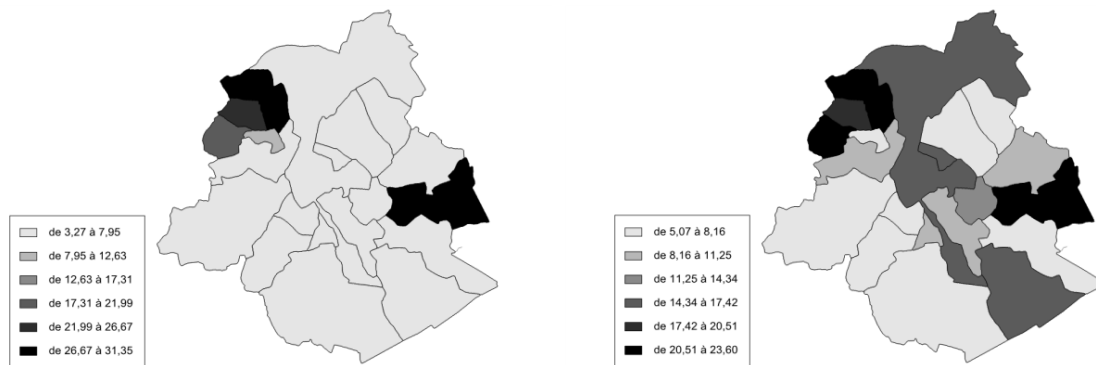 de 3,27 à 7,95
de 7,95 à 12,63
de 12,63 à 17,31
de 17,31 à 21,99
de 21,99 à 26,67
de 26,67 à 31,35
de 5,07 à 8,16
de 8,16 à 11,25
de 11,25 à 14,34
de 14,34 à 17,42
de 17,42 à 20,51
de 20,51 à 23,60